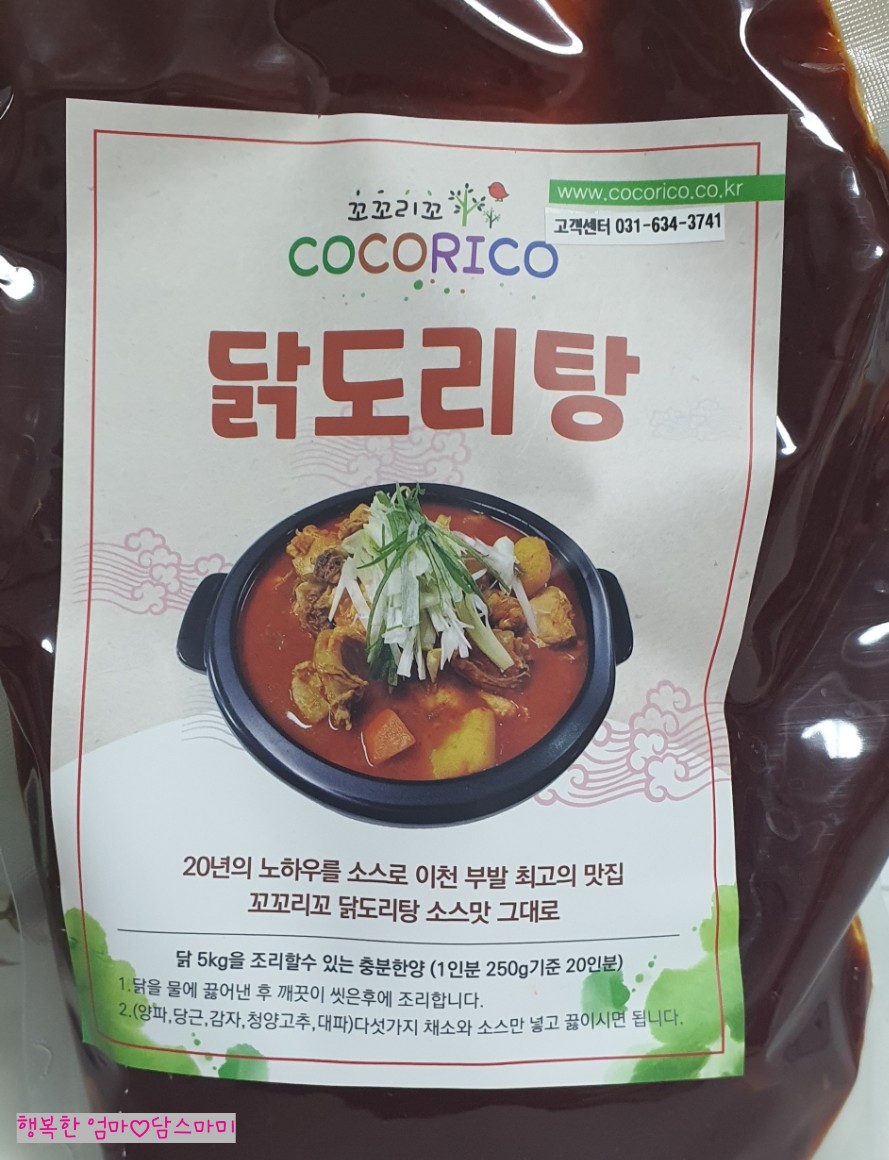 꼬꼬리꼬
COCORICO
www.cocorico.co.kr
고객센터 031-634-3741
닭도리탕
20년의 노하우를 소스로 이천 부발 최고의 맛집
꼬꼬리꼬 닭도리탕 소스맛 그대로
닭 5kg을 조리할수 있는 충분한양 (1인분 250g기준 20인분)
1.닭을 물에 끓어낸 후 깨끗이 씻은후에 조리합니다.
2.(양파,당근,감자,청양고추,대파)다섯가지 채소와 소스만 넣고 끓이시면 됩니다.
행복한 엄마♡담스마미